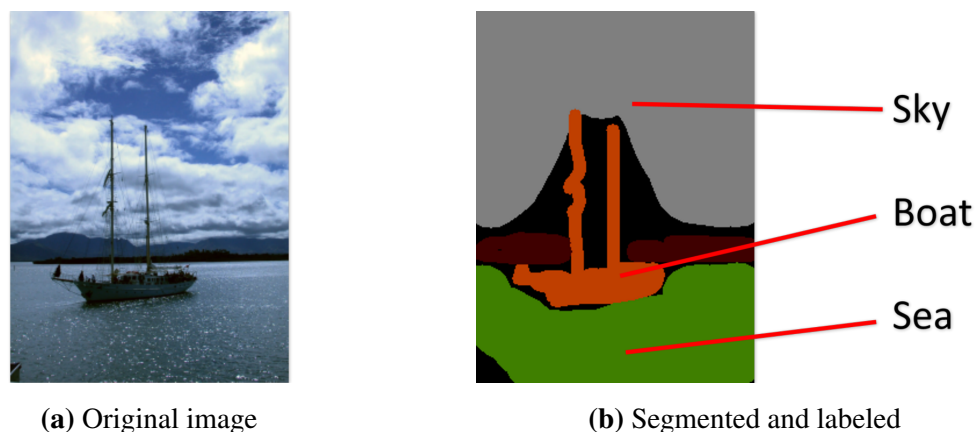 Sky
Boat
Sea
(a) Original image
(b) Segmented and labeled